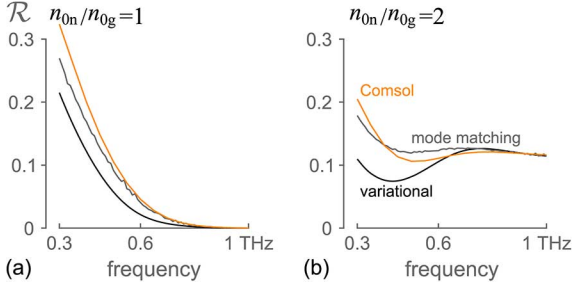 ℛ n₀ₙ/n₀g=1
0.3
0.2
0.1
0
0.3 0.6 1 THz
(a) frequency
n₀ₙ/n₀g=2
0.3
0.2
0.1
0
Comsol
mode matching
variational
0.3 0.6 1 THz
(b) frequency